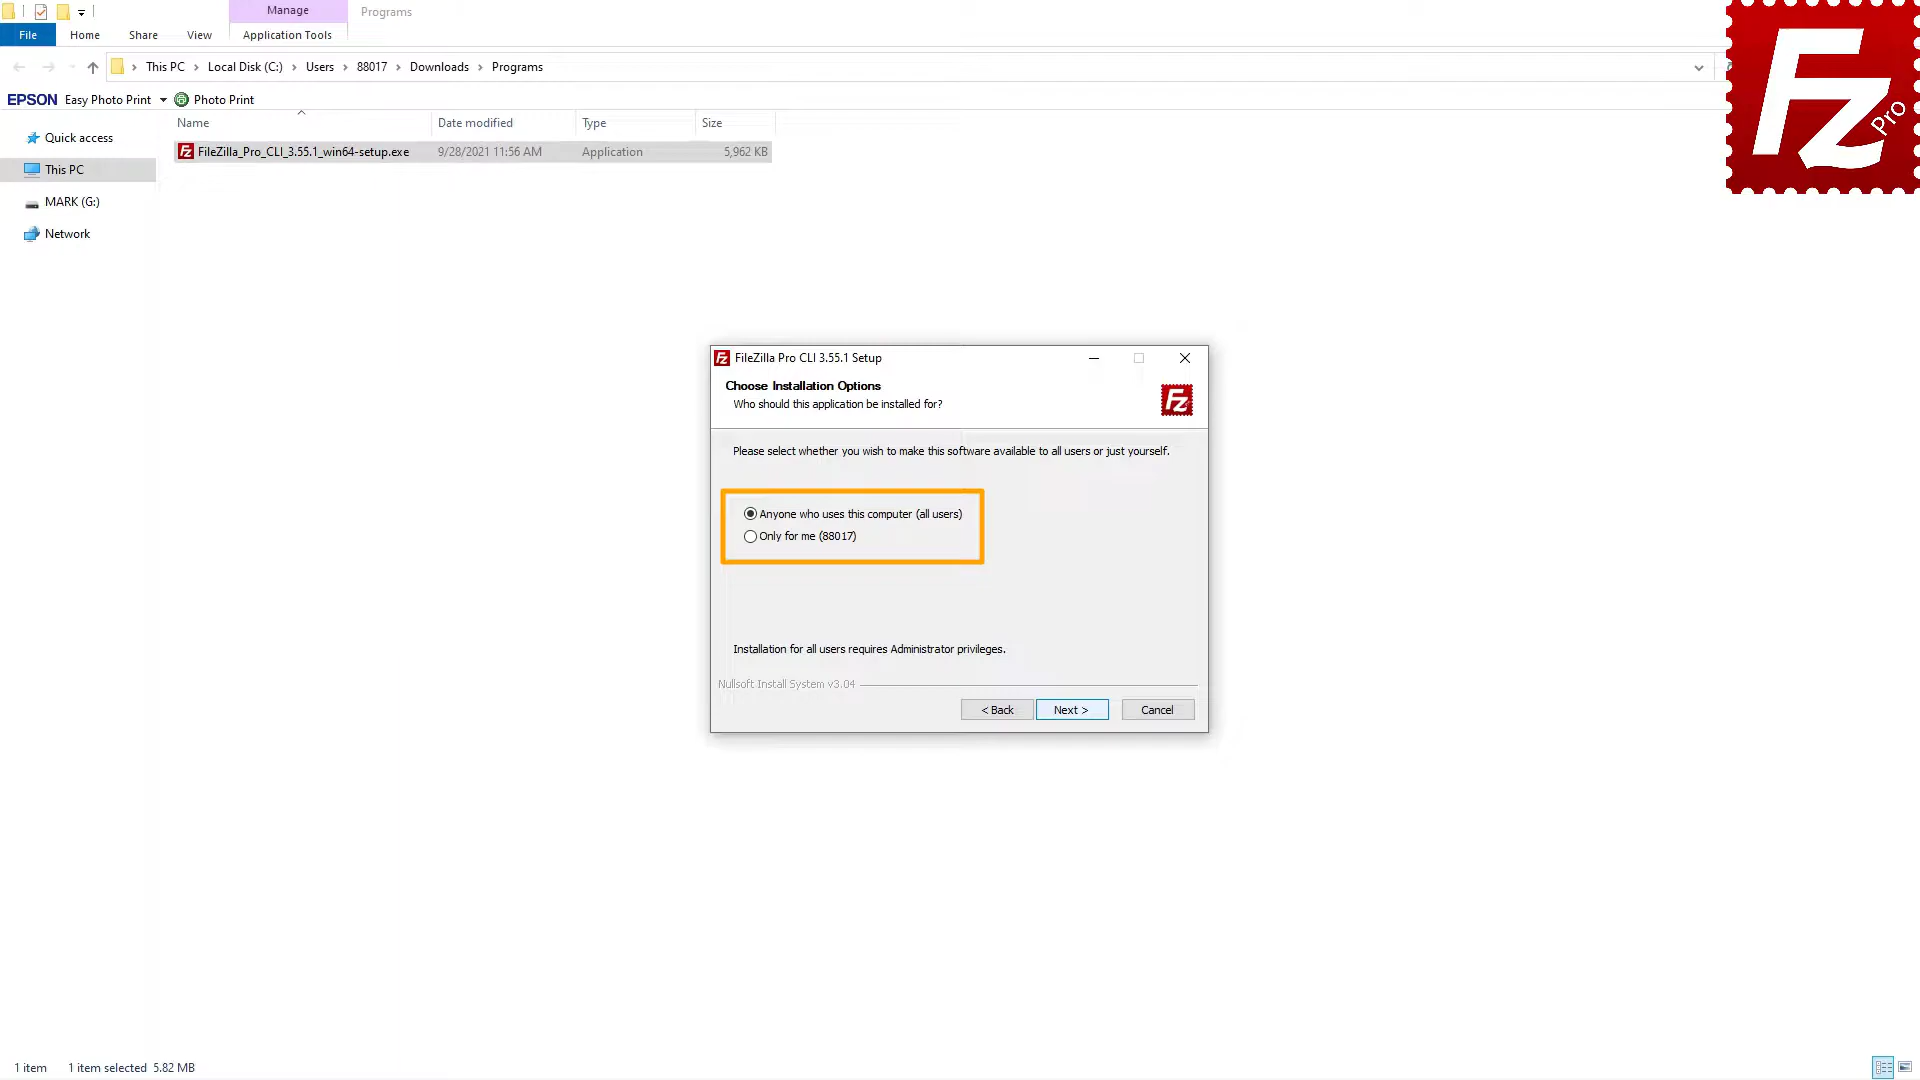 Manage
Programs
File
Home
Share
View
Application Tools
This PC
Local Disk (C:)
Users
88017
Downloads
Programs
EPSON
Easy Photo Print
Photo Print
Name
Date modified
Type
Size
Quick access
This PC
MARK (G:)
Network
FileZilla_Pro_CLI_3.55.1_win64-setup.exe
9/28/2021 11:56 AM
Application
5,962 KB
Fz Pro
FileZilla Pro CLI 3.55.1 Setup
Choose Installation Options
Who should this application be installed for?
Fz
Please select whether you wish to make this software available to all users or just yourself.
Anyone who uses this computer (all users)
Only for me (88017)
Installation for all users requires Administrator privileges.
Nullsoft Install System v3.04
< Back
Next >
Cancel
1 item
1 item selected
5.82 MB